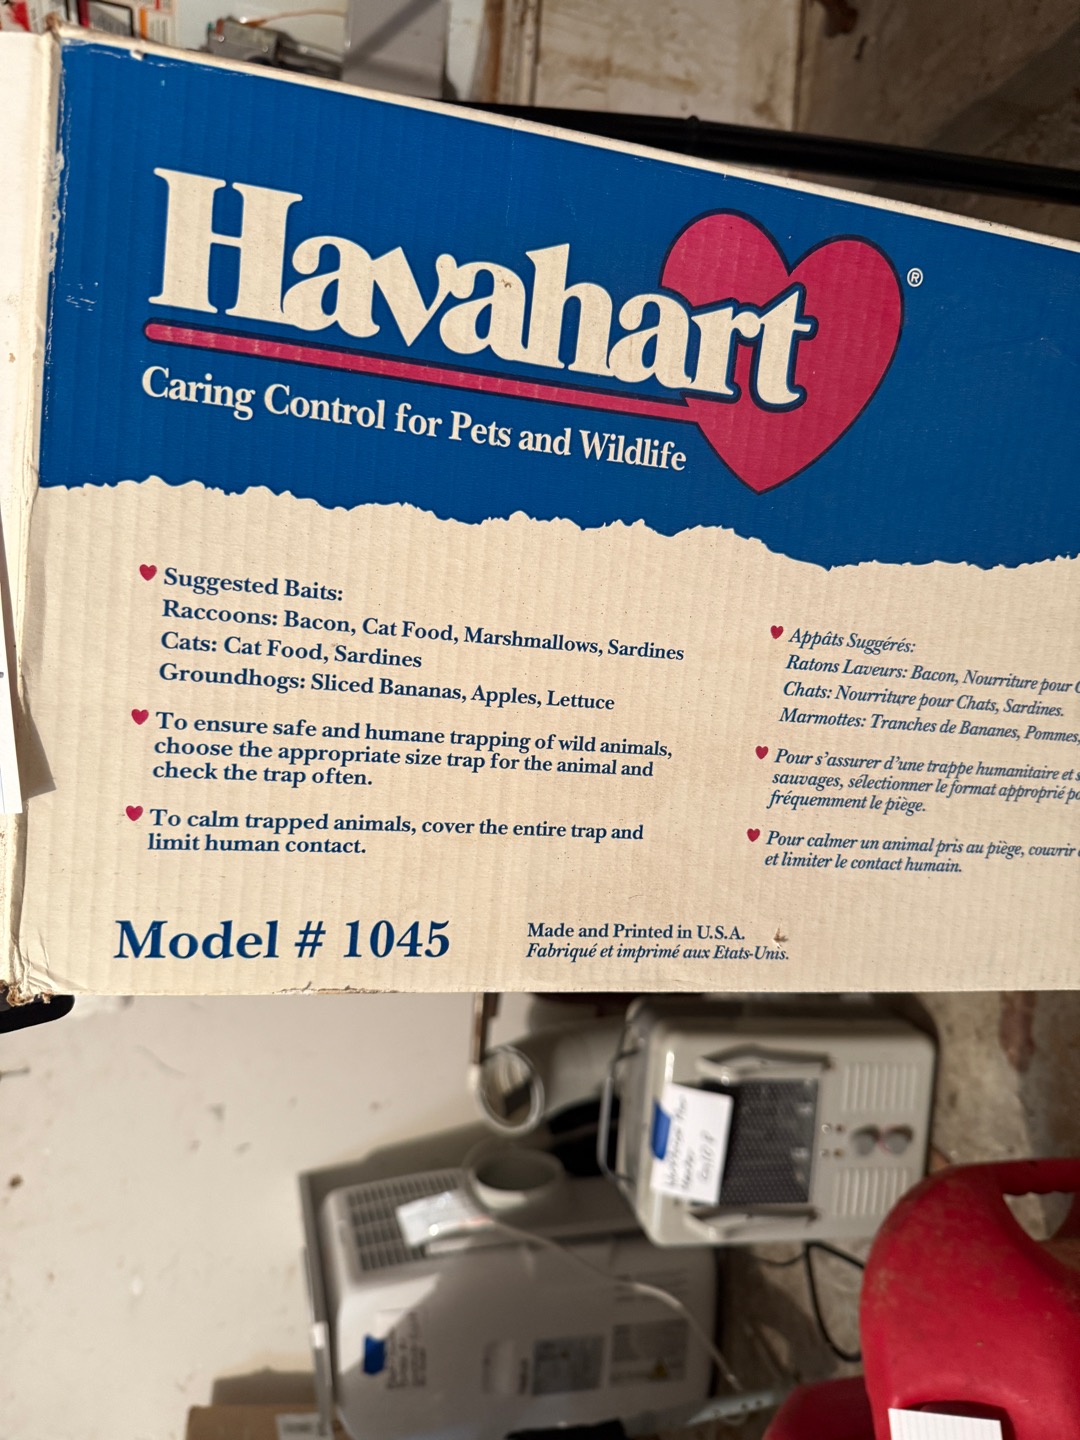 Havahart®
Caring Control for Pets and Wildlife
Suggested Baits:
Raccoons: Bacon, Cat Food, Marshmallows, Sardines
Cats: Cat Food, Sardines
Groundhogs: Sliced Bananas, Apples, Lettuce
To ensure safe and humane trapping of wild animals,
choose the appropriate size trap for the animal and
check the trap often.
To calm trapped animals, cover the entire trap and
limit human contact.
Appâts Suggérés:
Ratons Laveurs: Bacon, Nourriture pour
Chats: Nourriture pour Chats, Sardines.
Marmottes: Tranches de Bananes, Pommes,
Pour s'assurer d'une trappe humanitaire et
sauvages, sélectionner le format approprié
fréquemment le piège.
Pour calmer un animal pris au piège, couvrir
et limiter le contact humain.
Model # 1045
Made and Printed in U.S.A.
Fabriqué et imprimé aux Etats-Unis.